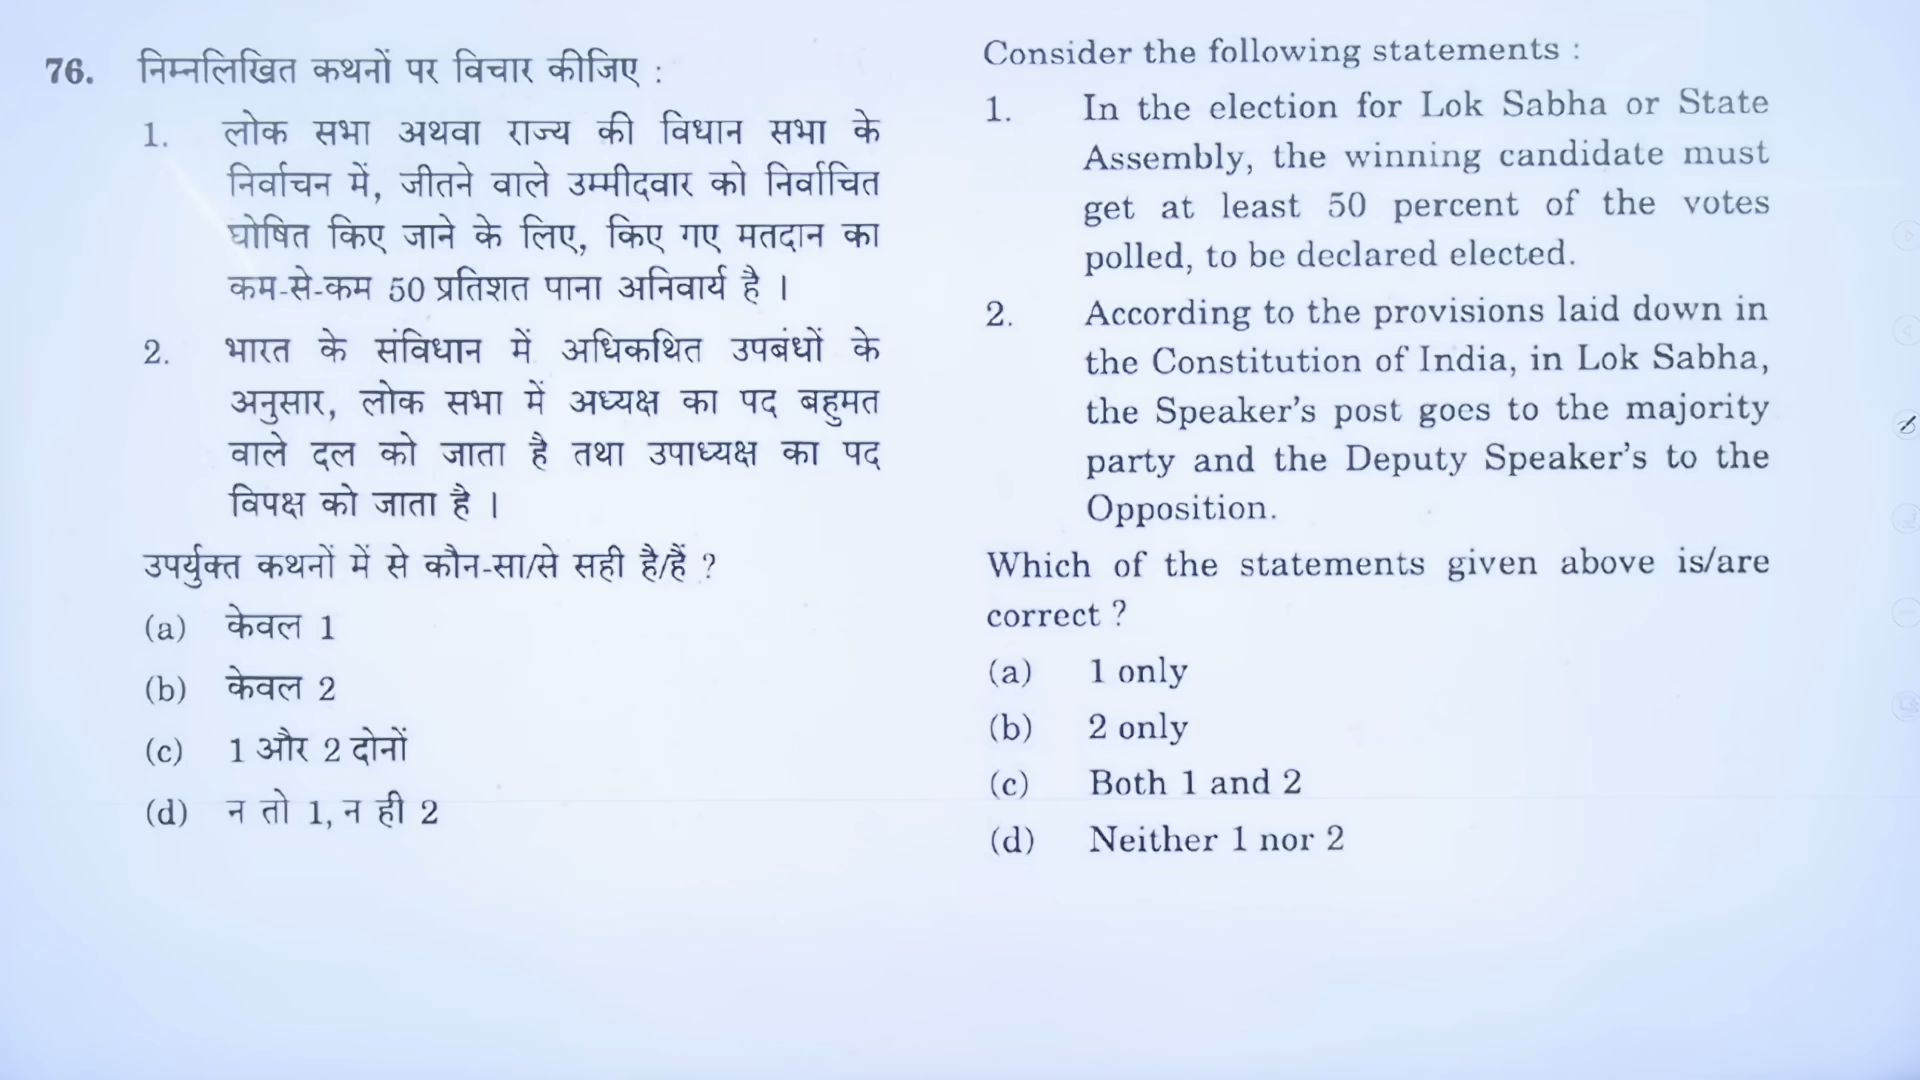 76. निम्नलिखित कथनों पर विचार कीजिए :
1. लोक सभा अथवा राज्य की विधान सभा के
निर्वाचन में, जीतने वाले उम्मीदवार को निर्वाचित
घोषित किए जाने के लिए, किए गए मतदान का
कम-से-कम 50 प्रतिशत पाना अनिवार्य है ।
2. भारत के संविधान में अधिकथित उपबंधों के
अनुसार, लोक सभा में अध्यक्ष का पद बहुमत
वाले दल को जाता है तथा उपाध्यक्ष का पद
विपक्ष को जाता है ।
उपर्युक्त कथनों में से कौन-सा/से सही है/हैं ?
(a) केवल 1
(b) केवल 2
(c) 1 और 2 दोनों
(d) न तो 1, न ही 2
Consider the following statements :
1. In the election for Lok Sabha or State
Assembly, the winning candidate must
get at least 50 percent of the votes
polled, to be declared elected.
2. According to the provisions laid down in
the Constitution of India, in Lok Sabha,
the Speaker's post goes to the majority
party and the Deputy Speaker's to the
Opposition.
Which of the statements given above is/are
correct ?
(a) 1 only
(b) 2 only
(c) Both 1 and 2
(d) Neither 1 nor 2